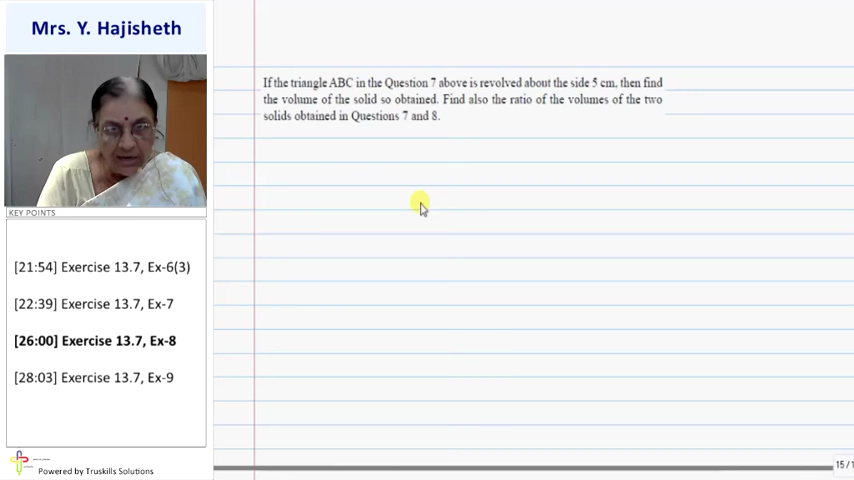 Mrs. Y. Hajisheth
KEY POINTS
[21:54] Exercise 13.7, Ex-6(3)
[22:39] Exercise 13.7, Ex-7
[26:00] Exercise 13.7, Ex-8
[28:03] Exercise 13.7, Ex-9
Powered by Truskills Solutions
If the triangle ABC in the Question 7 above is revolved about the side 5 cm, then find
the volume of the solid so obtained. Find also the ratio of the volumes of the two
solids obtained in Questions 7 and 8.
15/1